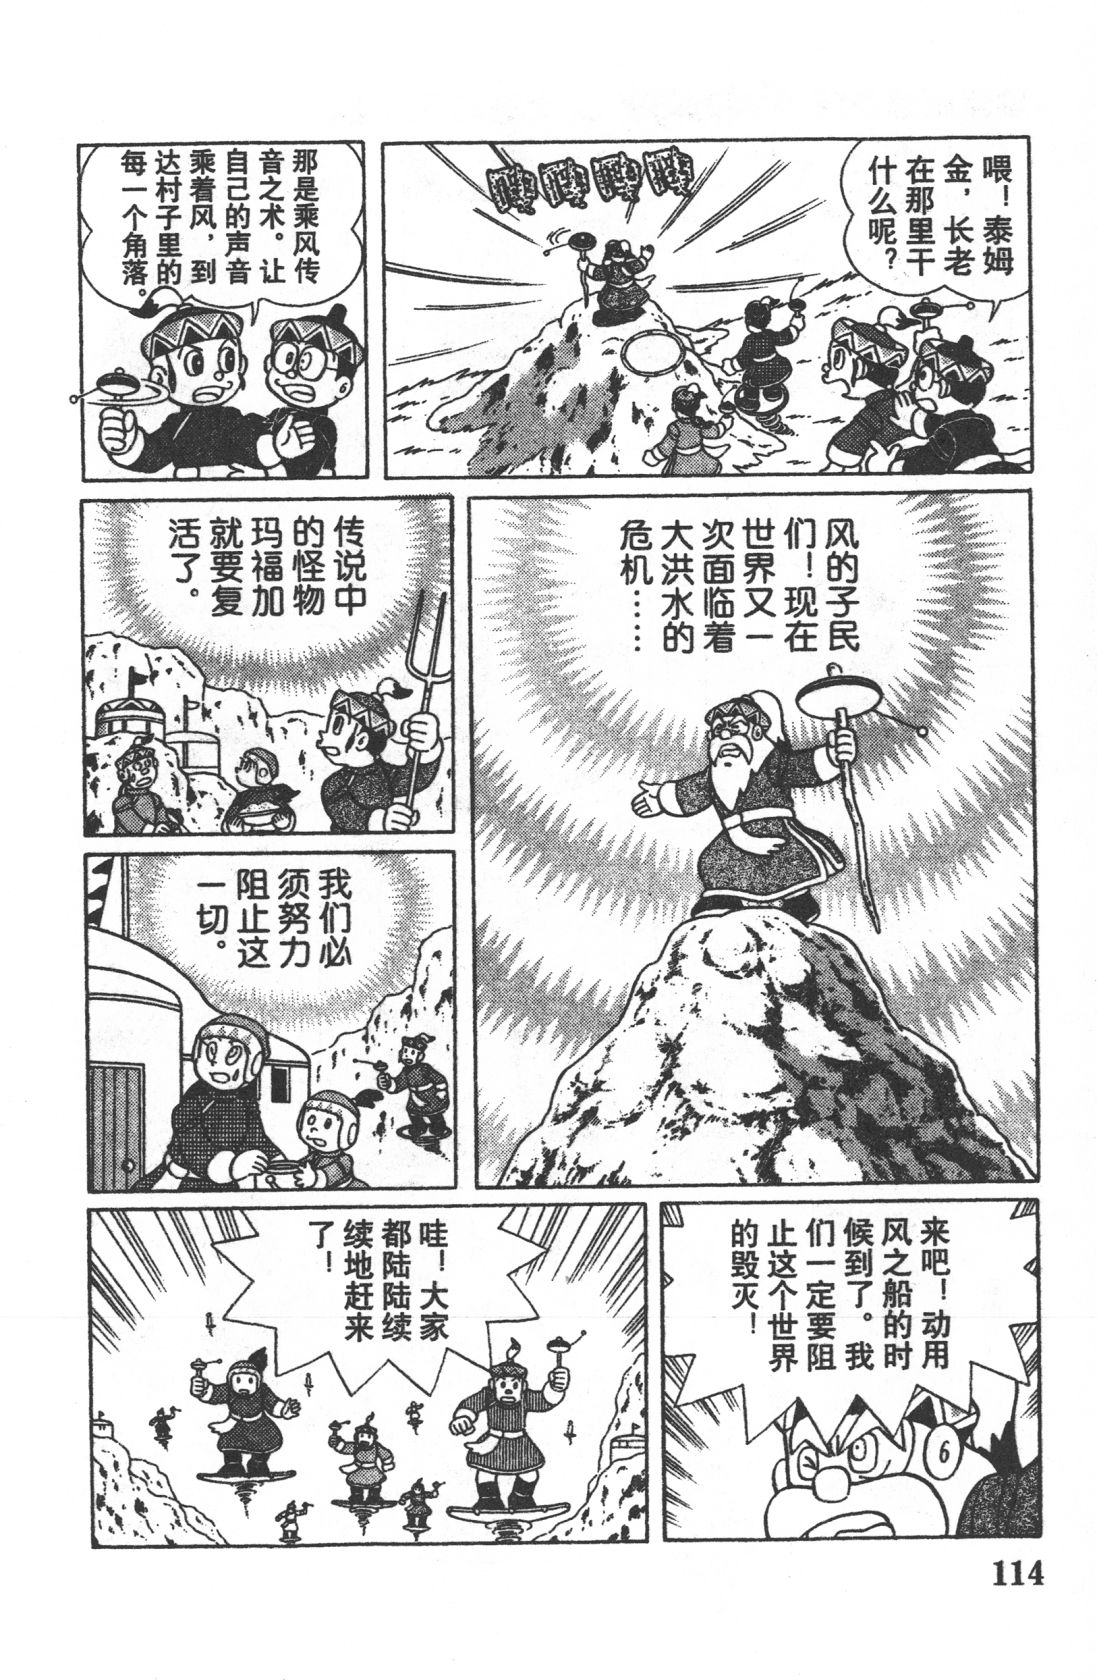 喂！泰姆
金，长老
在那里干
什么呢？
那是乘风传
音之术。让
自己的声音
乘着风，到
达村子里的
每一个角落。
风的子民
们！现在
世界又一
次面临着
大洪水的
危机……
传说中
的怪物
玛福加
就要复
活了。
我们必
须努力
阻止这
一切。
来吧！动用
风之船的时
候到了。我
们一定要阻
止这个世界
的毁灭！
6
哇！大家
都陆陆续
续地赶来
了！
114